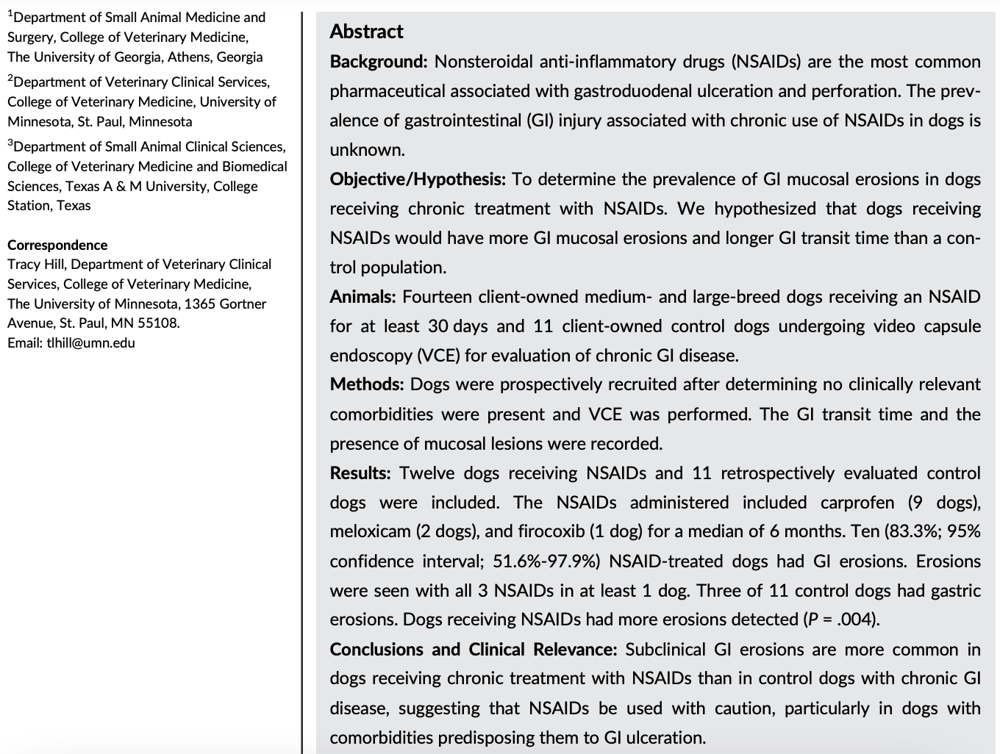 ¹Department of Small Animal Medicine and
Surgery, College of Veterinary Medicine,
The University of Georgia, Athens, Georgia
²Department of Veterinary Clinical Services,
College of Veterinary Medicine, University of
Minnesota, St. Paul, Minnesota
³Department of Small Animal Clinical Sciences,
College of Veterinary Medicine and Biomedical
Sciences, Texas A & M University, College
Station, Texas
Correspondence
Tracy Hill, Department of Veterinary Clinical
Services, College of Veterinary Medicine,
The University of Minnesota, 1365 Gortner
Avenue, St. Paul, MN 55108.
Email: tlhill@umn.edu
Abstract
Background: Nonsteroidal anti-inflammatory drugs (NSAIDs) are the most common
pharmaceutical associated with gastroduodenal ulceration and perforation. The prev-
alence of gastrointestinal (GI) injury associated with chronic use of NSAIDs in dogs is
unknown.
Objective/Hypothesis: To determine the prevalence of GI mucosal erosions in dogs
receiving chronic treatment with NSAIDs. We hypothesized that dogs receiving
NSAIDs would have more GI mucosal erosions and longer GI transit time than a con-
trol population.
Animals: Fourteen client-owned medium- and large-breed dogs receiving an NSAID
for at least 30 days and 11 client-owned control dogs undergoing video capsule
endoscopy (VCE) for evaluation of chronic GI disease.
Methods: Dogs were prospectively recruited after determining no clinically relevant
comorbidities were present and VCE was performed. The GI transit time and the
presence of mucosal lesions were recorded.
Results: Twelve dogs receiving NSAIDs and 11 retrospectively evaluated control
dogs were included. The NSAIDs administered included carprofen (9 dogs),
meloxicam (2 dogs), and firocoxib (1 dog) for a median of 6 months. Ten (83.3%; 95%
confidence interval; 51.6%-97.9%) NSAID-treated dogs had GI erosions. Erosions
were seen with all 3 NSAIDs in at least 1 dog. Three of 11 control dogs had gastric
erosions. Dogs receiving NSAIDs had more erosions detected (P = .004).
Conclusions and Clinical Relevance: Subclinical GI erosions are more common in
dogs receiving chronic treatment with NSAIDs than in control dogs with chronic GI
disease, suggesting that NSAIDs be used with caution, particularly in dogs with
comorbidities predisposing them to GI ulceration.